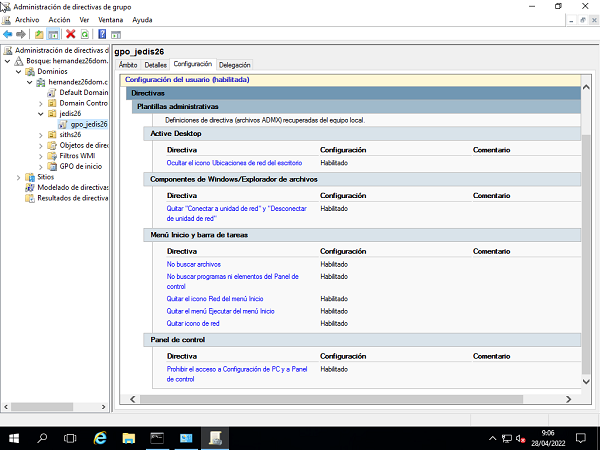 Administración de directivas de grupo
Archivo Acción Ver Ventana Ayuda
Administración de directivas de
Bosque: hernandez26dom.c
Dominios
hernandez26dom.c
Default Domain
Domain Contro
jedis26
gpo_jedis26
siths26
Objetos de direc
Filtros WMI
GPO de inicio
Sitios
Modelado de directivas
Resultados de directiva
gpo_jedis26
Ámbito Detalles Configuración Delegación
Configuración del usuario (habilitada)
Directivas
Plantillas administrativas
Definiciones de directiva (archivos ADMX) recuperadas del equipo local.
Active Desktop
Directiva Configuración Comentario
Ocultar el icono Ubicaciones de red del escritorio Habilitado
Componentes de Windows/Explorador de archivos
Directiva Configuración Comentario
Quitar "Conectar a unidad de red" y "Desconectar Habilitado
de unidad de red"
Menú Inicio y barra de tareas
Directiva Configuración Comentario
No buscar archivos Habilitado
No buscar programas ni elementos del Panel de Habilitado
control
Quitar el icono Red del menú Inicio Habilitado
Quitar el menú Ejecutar del menú Inicio Habilitado
Quitar icono de red Habilitado
Panel de control
Directiva Configuración Comentario
Prohibir el acceso a Configuración de PC y a Panel Habilitado
de control
9:06
28/04/2022